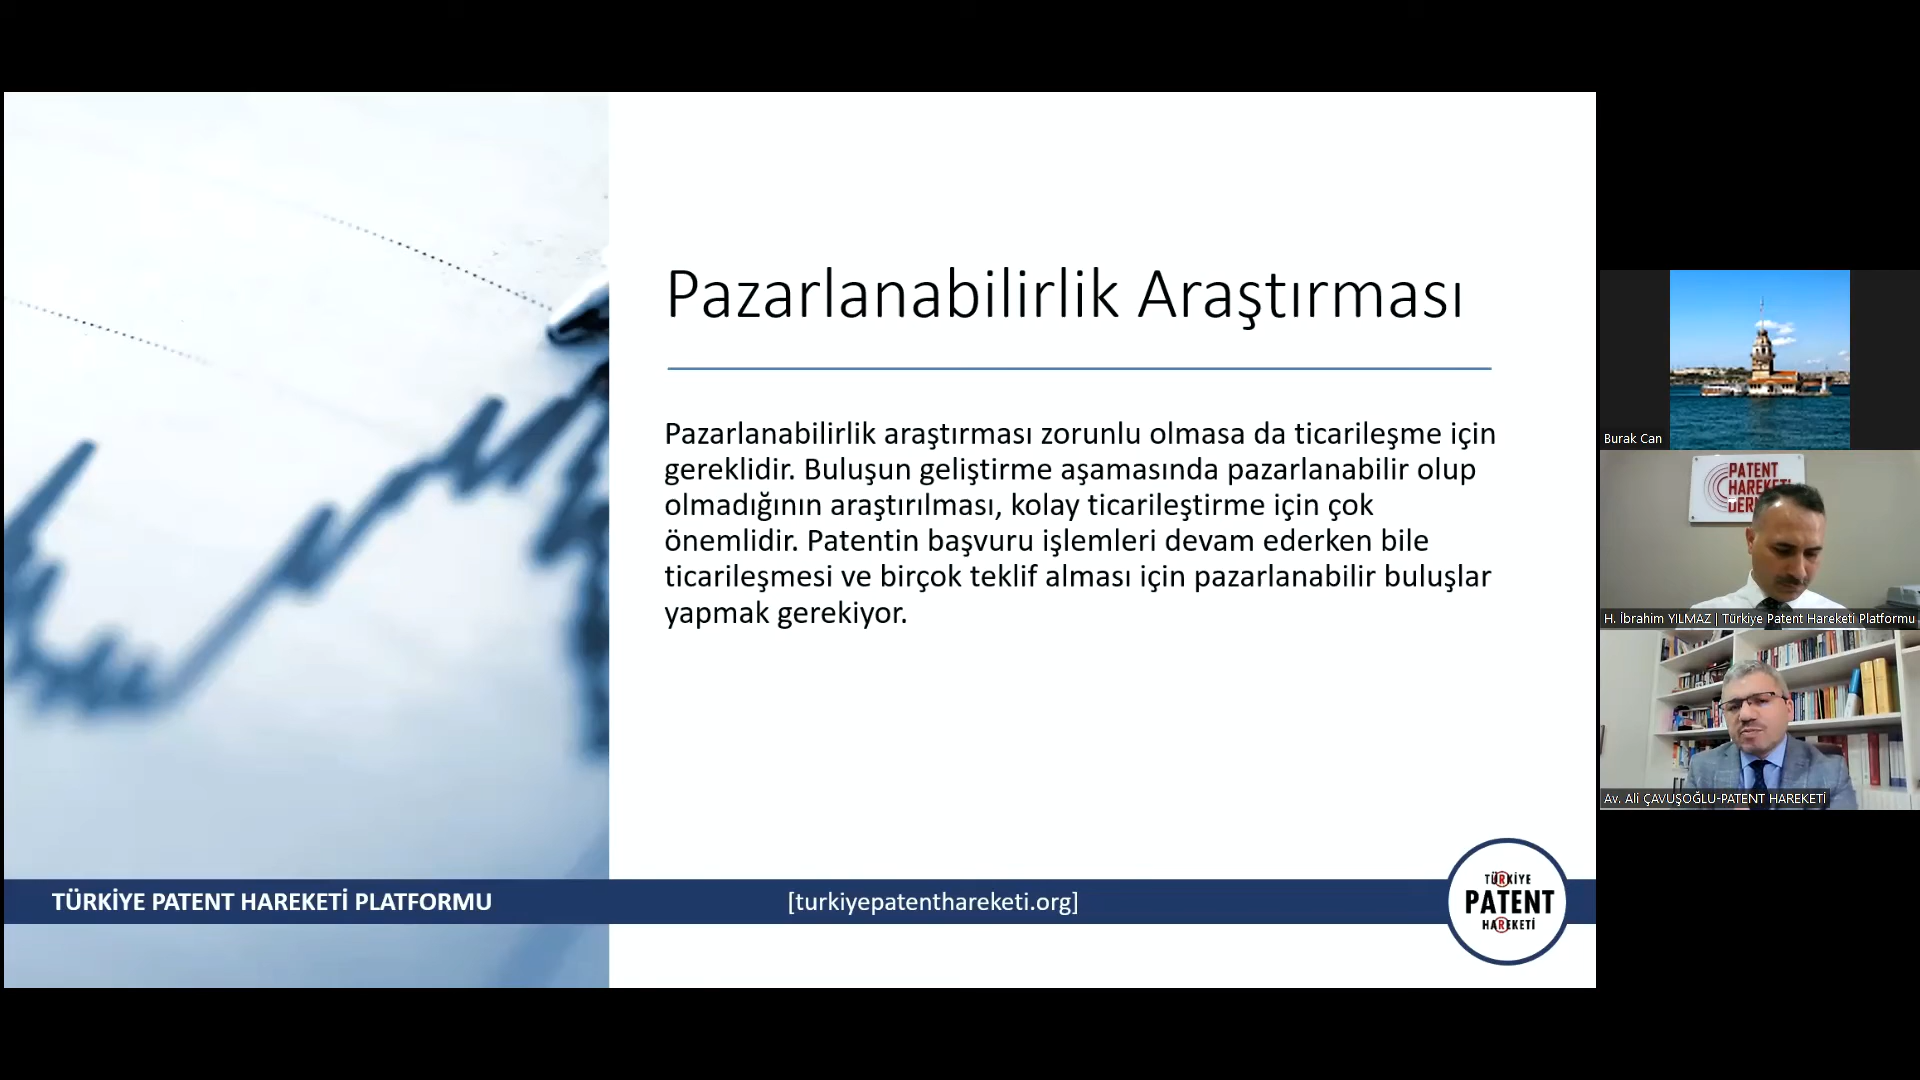 Pazarlanabilirlik Araştırması
Pazarlanabilirlik araştırması zorunlu olmasa da ticarileşme için
gereklidir. Buluşun geliştirme aşamasında pazarlanabilir olup
olmadığının araştırılması, kolay ticarileştirme için çok
önemlidir. Patentin başvuru işlemleri devam ederken bile
ticarileşmesi ve birçok teklif alması için pazarlanabilir buluşlar
yapmak gerekiyor.
TÜRKİYE PATENT HAREKETİ PLATFORMU
[turkiyepatenthareketi.org]
TÜRKİYE
PATENT
HAREKETİ
Burak Can
PATENT
H. İbrahim YILMAZ | Türkiye Patent Hareketi Platformu
Av. Ali ÇAVUŞOĞLU-PATENT HAREKETİ